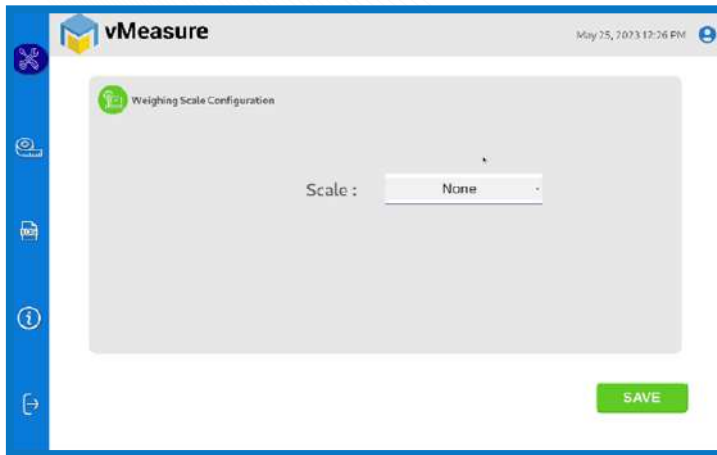 vMeasure
May 25, 2023 12:26 PM
Weighing Scale Configuration
Scale :
None
SAVE